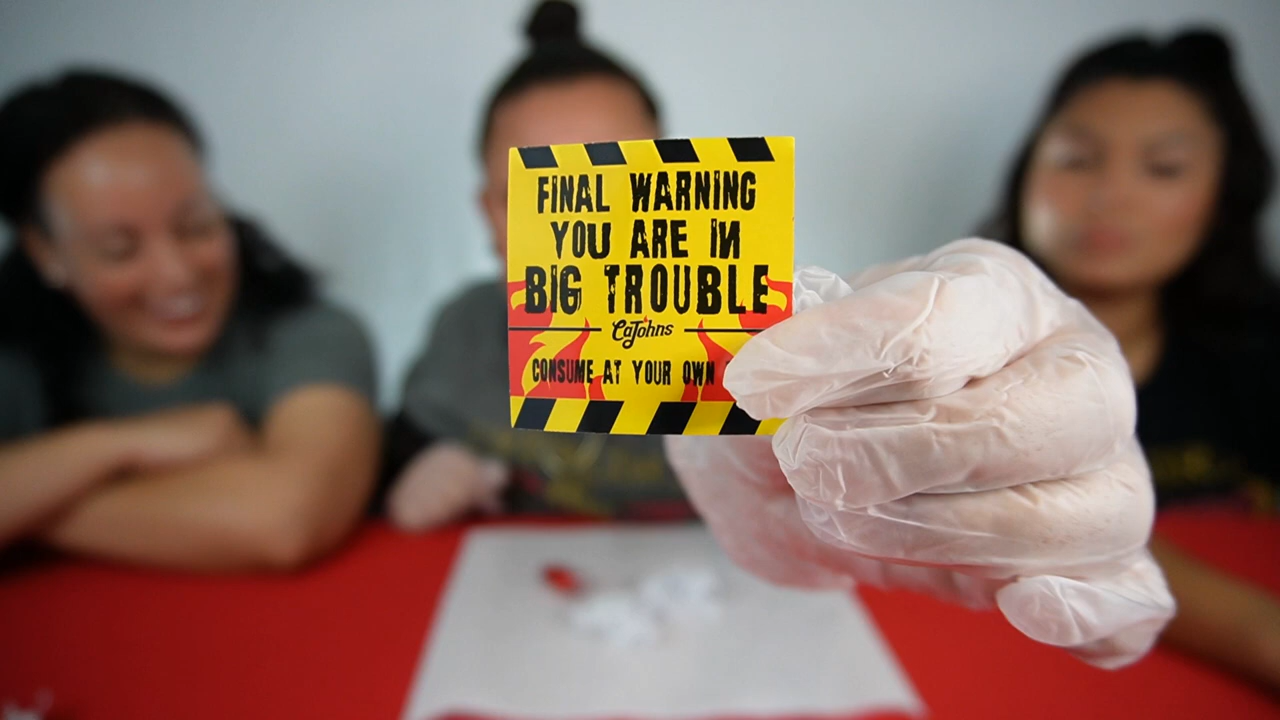 FINAL WARNING
YOU ARE IN
BIG TROUBLE
CaJohns
CONSUME AT YOUR OWN